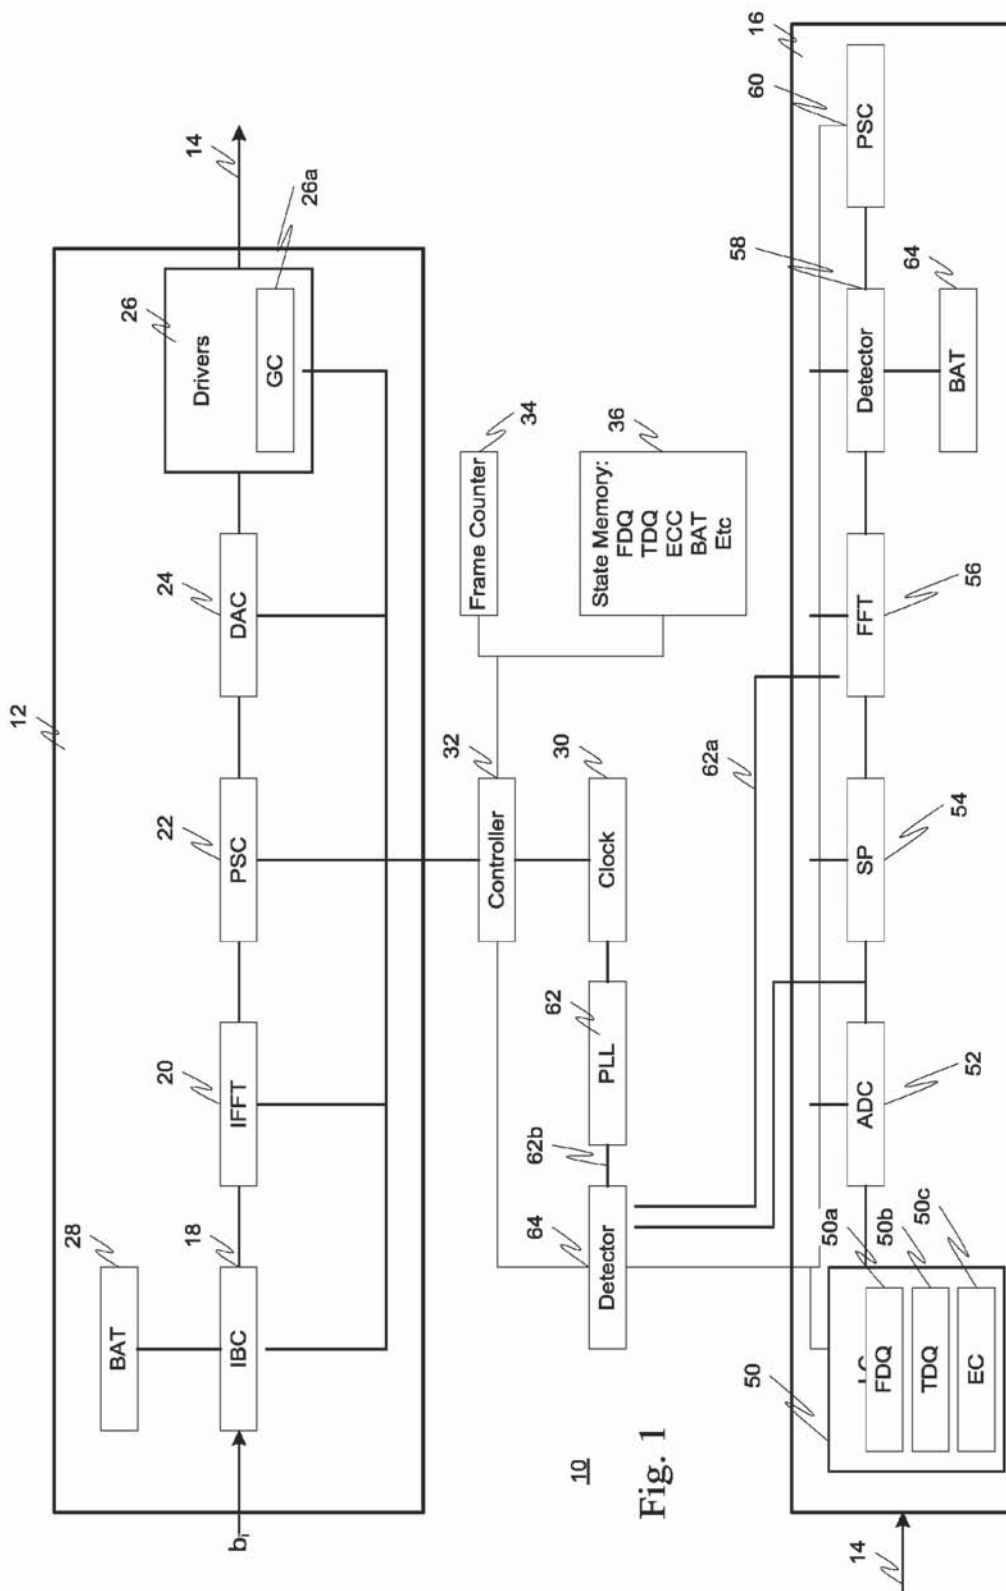 12
28
BAT
18
IBC
b_i
20
IFFT
22
PSC
24
DAC
26
Drivers
GC
26a
14
32
Controller
Frame Counter
34
30
Clock
62
PLL
62b
64
Detector
State Memory:
FDQ
TDQ
ECC
BAT
Etc
36
62a
10
Fig. 1
16
14
50
FDQ
TDQ
EC
50a
50b
50c
ADC
52
SP
54
FFT
56
58
Detector
BAT
64
60
PSC